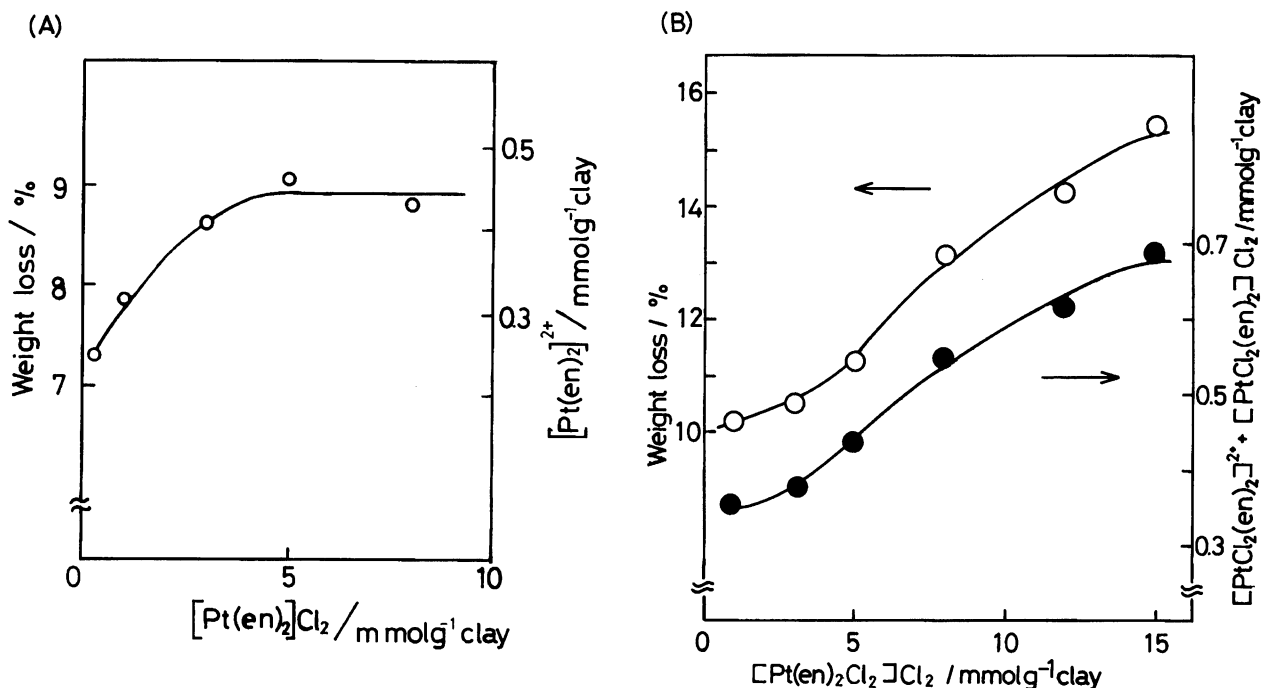 (A)
Weight loss / %
9
8
7
0.5
0.3
[Pt(en)₂]²⁺/ mmolg⁻¹clay
0
5
10
[Pt(en)₂]Cl₂ / mmolg⁻¹ clay
(B)
Weight loss / %
16
14
12
10
0.7
0.5
0.3
[PtCl₂(en)₂]²⁺+ [PtCl₂(en)₂]Cl₂ /mmolg⁻¹clay
0
5
10
15
[Pt(en)₂Cl₂]Cl₂ /mmolg⁻¹clay